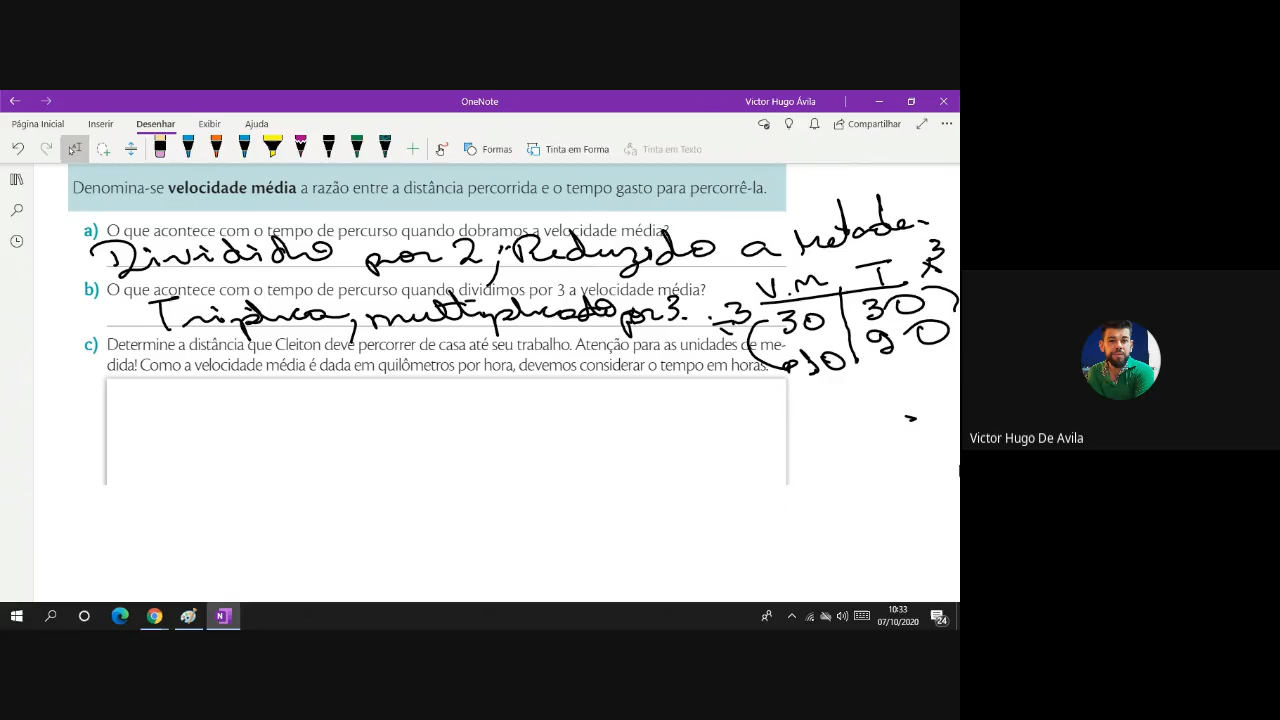 OneNote
Victor Hugo Ávila
Página Inicial Inserir Desenhar Exibir Ajuda
Compartilhar
Formas Tinta em Forma Tinta em Texto
Denomina-se velocidade média a razão entre a distância percorrida e o tempo gasto para percorrê-la.
a) O que acontece com o tempo de percurso quando dobramos a velocidade média?
Dividido por 2, Reduzido a metade.
b) O que acontece com o tempo de percurso quando dividimos por 3 a velocidade média?
Triplica, multiplicado por 3.
V.M T ×3
÷3 30 30
10 90
c) Determine a distância que Cleiton deve percorrer de casa até seu trabalho. Atenção para as unidades de me-
dida! Como a velocidade média é dada em quilômetros por hora, devemos considerar o tempo em horas.
Victor Hugo De Avila
10:33
07/10/2020
24